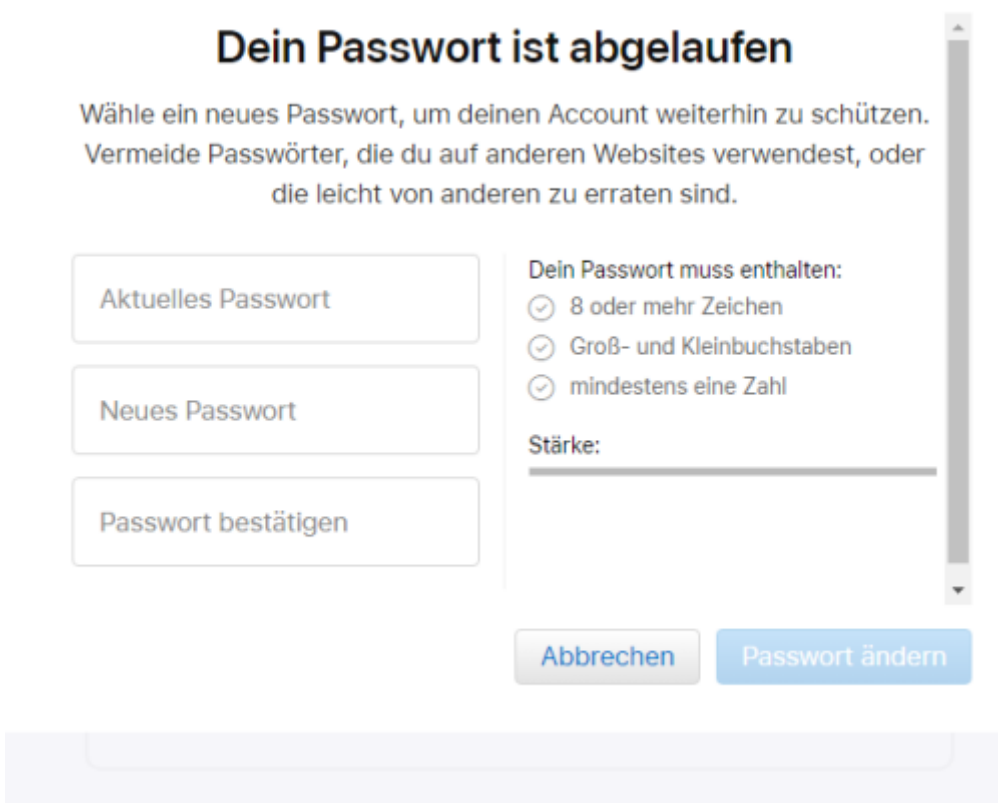 Dein Passwort ist abgelaufen
Wähle ein neues Passwort, um deinen Account weiterhin zu schützen.
Vermeide Passwörter, die du auf anderen Websites verwendest, oder
die leicht von anderen zu erraten sind.
Aktuelles Passwort
Neues Passwort
Passwort bestätigen
Dein Passwort muss enthalten:
8 oder mehr Zeichen
Groß- und Kleinbuchstaben
mindestens eine Zahl
Stärke:
Abbrechen
Passwort ändern